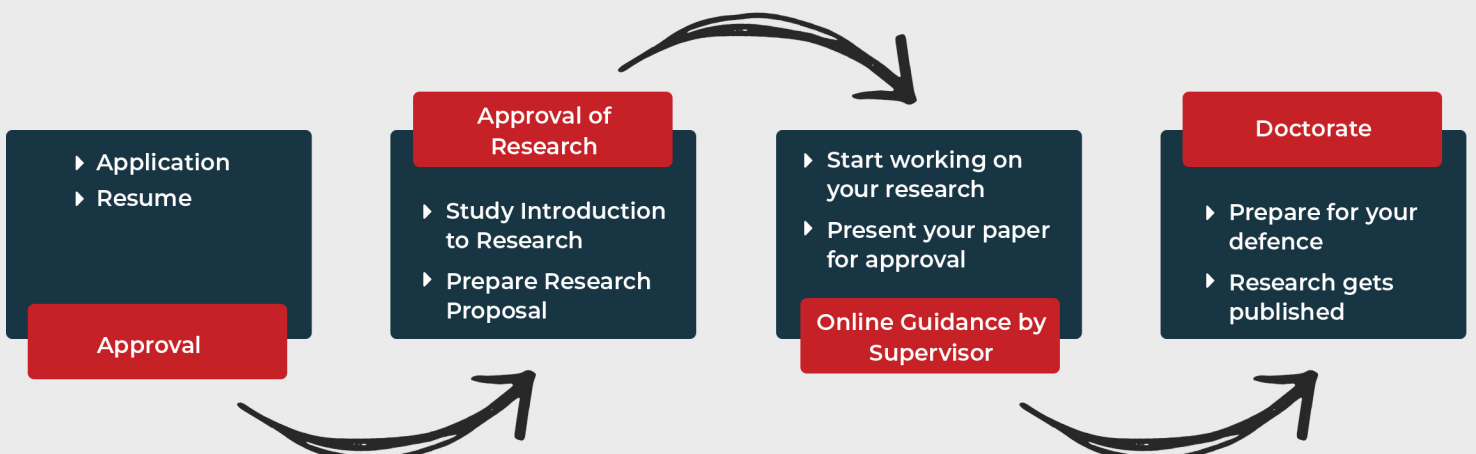 Application
Resume
Approval
Approval of
Research
Study Introduction
to Research
Prepare Research
Proposal
Start working on
your research
Present your paper
for approval
Online Guidance by
Supervisor
Doctorate
Prepare for your
defence
Research gets
published